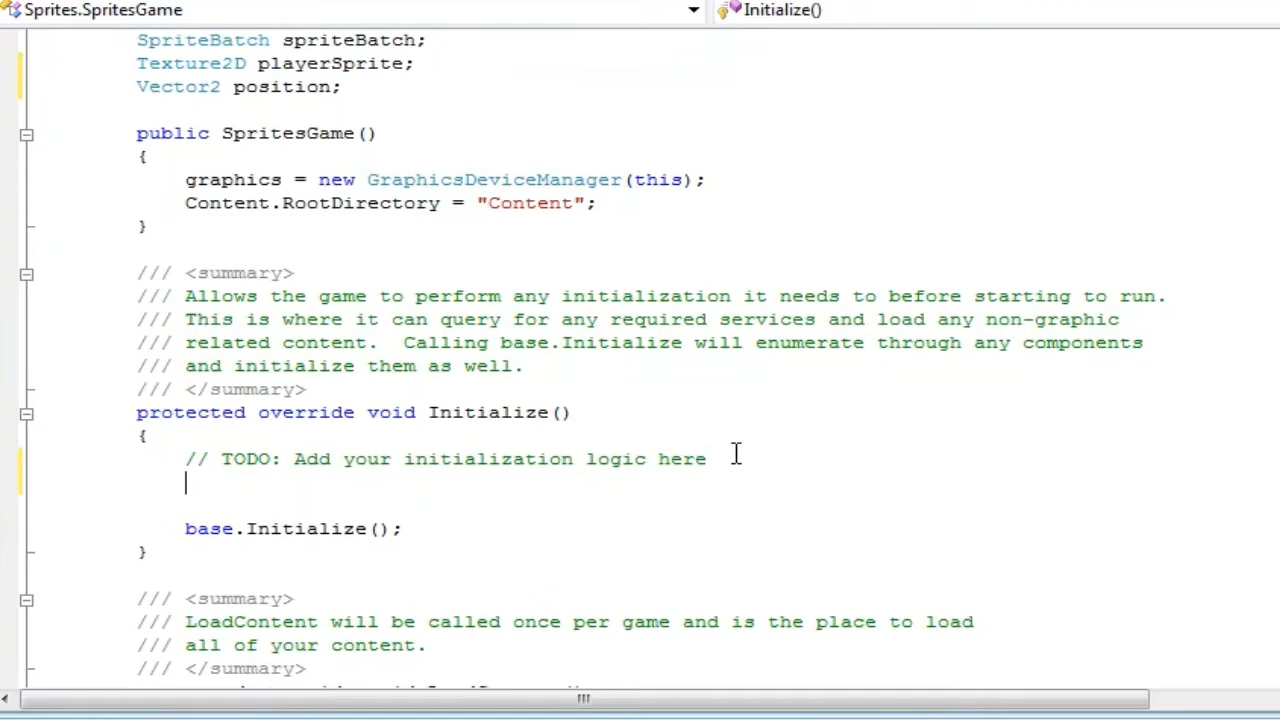 Sprites.SpritesGame
Initialize()
SpriteBatch spriteBatch;
Texture2D playerSprite;
Vector2 position;
public SpritesGame()
{
graphics = new GraphicsDeviceManager(this);
Content.RootDirectory = "Content";
}
/// <summary>
/// Allows the game to perform any initialization it needs to before starting to run.
/// This is where it can query for any required services and load any non-graphic
/// related content.  Calling base.Initialize will enumerate through any components
/// and initialize them as well.
/// </summary>
protected override void Initialize()
{
// TODO: Add your initialization logic here
base.Initialize();
}
/// <summary>
/// LoadContent will be called once per game and is the place to load
/// all of your content.
/// </summary>